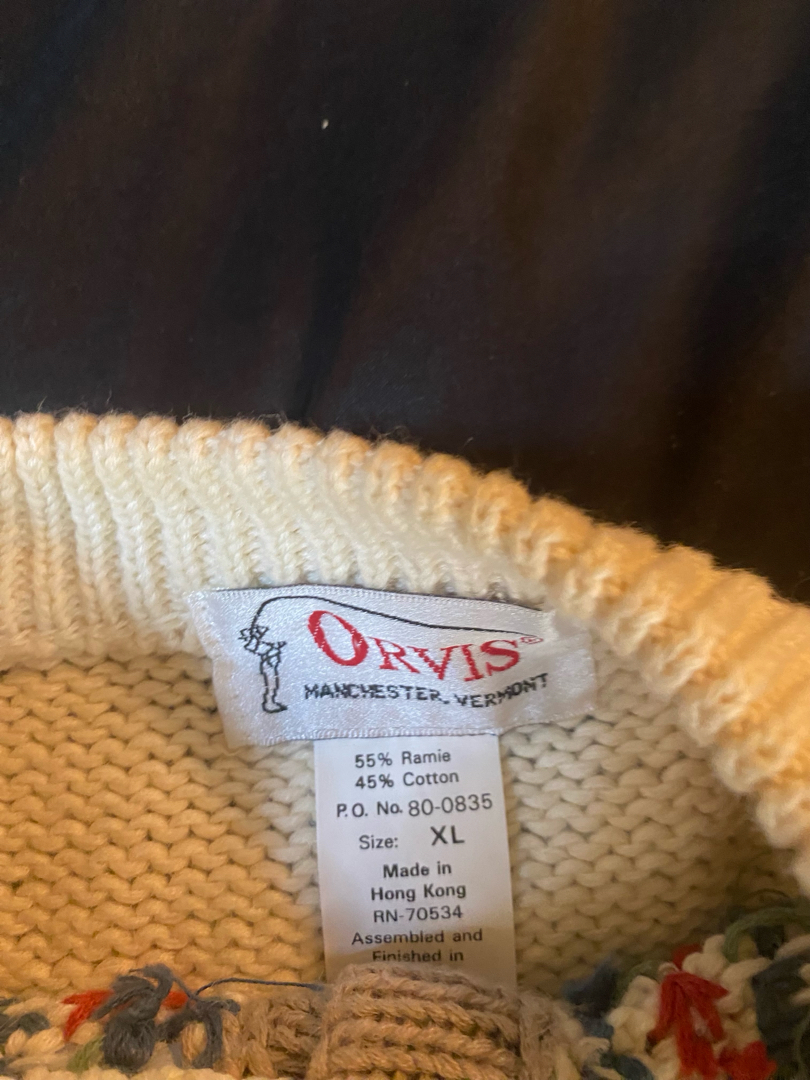 ORVIS®
MANCHESTER, VERMONT
55% Ramie
45% Cotton
P.O. No. 80-0835
Size: XL
Made in
Hong Kong
RN-70534
Assembled and
Finished in